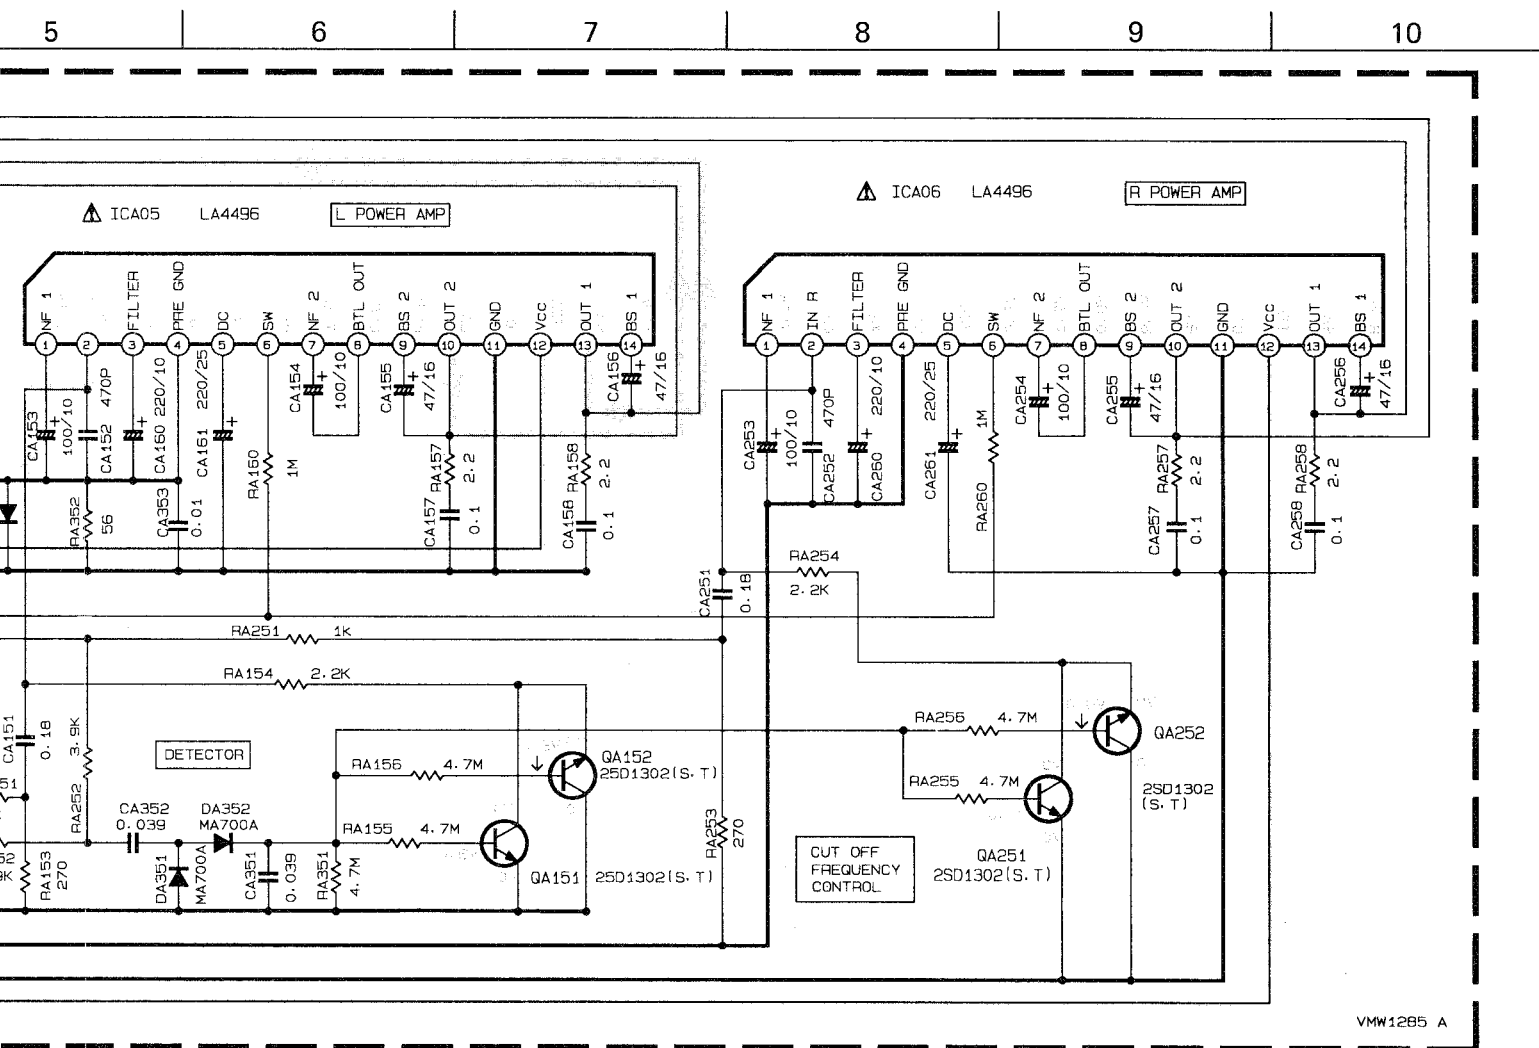 5 6 7 8 9 10
ICA05 LA4496 L POWER AMP
ICA06 LA4496 R POWER AMP
NF 1
FILTER
PRE GND
DC
SW
NF 2
BTL OUT
BS 2
OUT 2
GND
Vcc
OUT 1
BS 1
1 2 3 4 5 6 7 8 9 10 11 12 13 14
NF 1
IN R
FILTER
PRE GND
DC
SW
NF 2
BTL OUT
BS 2
OUT 2
GND
Vcc
OUT 1
BS 1
1 2 3 4 5 6 7 8 9 10 11 12 13 14
CA153
100/10
CA152
470P
CA160
220/10
CA161
220/25
CA154
100/10
CA155
47/16
CA156
47/16
RA352
56
CA353
0.01
RA160
1M
RA157
2.2
CA157
0.1
RA158
2.2
CA158
0.1
CA253
100/10
CA252
470P
CA260
220/10
CA261
220/25
RA260
1M
CA254
100/10
CA255
47/16
CA256
47/16
RA257
2.2
CA257
0.1
RA258
2.2
CA258
0.1
RA254
2.2K
CA251
0.18
RA251 1K
RA154 2.2K
CA151
0.18
3.9K
RA252
DETECTOR
RA156 4.7M
QA152
2SD1302(S.T)
RA256 4.7M
QA252
2SD1302
(S.T)
RA255 4.7M
51
CA352
0.039
DA352
MA700A
RA155 4.7M
52
9K
RA153
270
DA351
MA700A
CA351
0.039
RA351
4.7M
QA151 2SD1302(S.T)
RA253
270
CUT OFF
FREQUENCY
CONTROL
QA251
2SD1302(S.T)
VMW1285 A